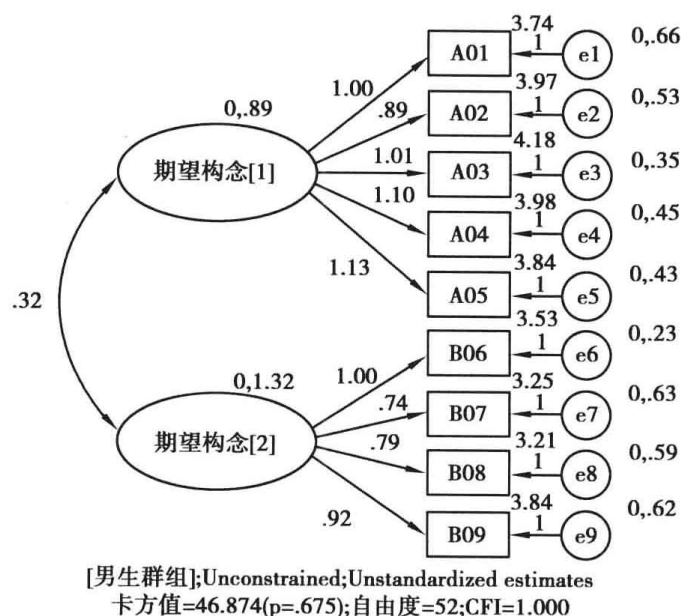 3.74
A01
1
e1
0,.66
1.00
0,.89
3.97
A02
1
e2
0,.53
.89
期望构念[1]
4.18
A03
1
e3
0,.35
1.01
3.98
A04
1
e4
0,.45
1.10
3.84
A05
1
e5
0,.43
1.13
.32
3.53
B06
1
e6
0,.23
1.00
0,1.32
3.25
B07
1
e7
0,.63
.74
期望构念[2]
3.21
B08
1
e8
0,.59
.79
3.84
B09
1
e9
0,.62
.92
[男生群组];Unconstrained;Unstandardized estimates
卡方值=46.874(p=.675);自由度=52;CFI=1.000